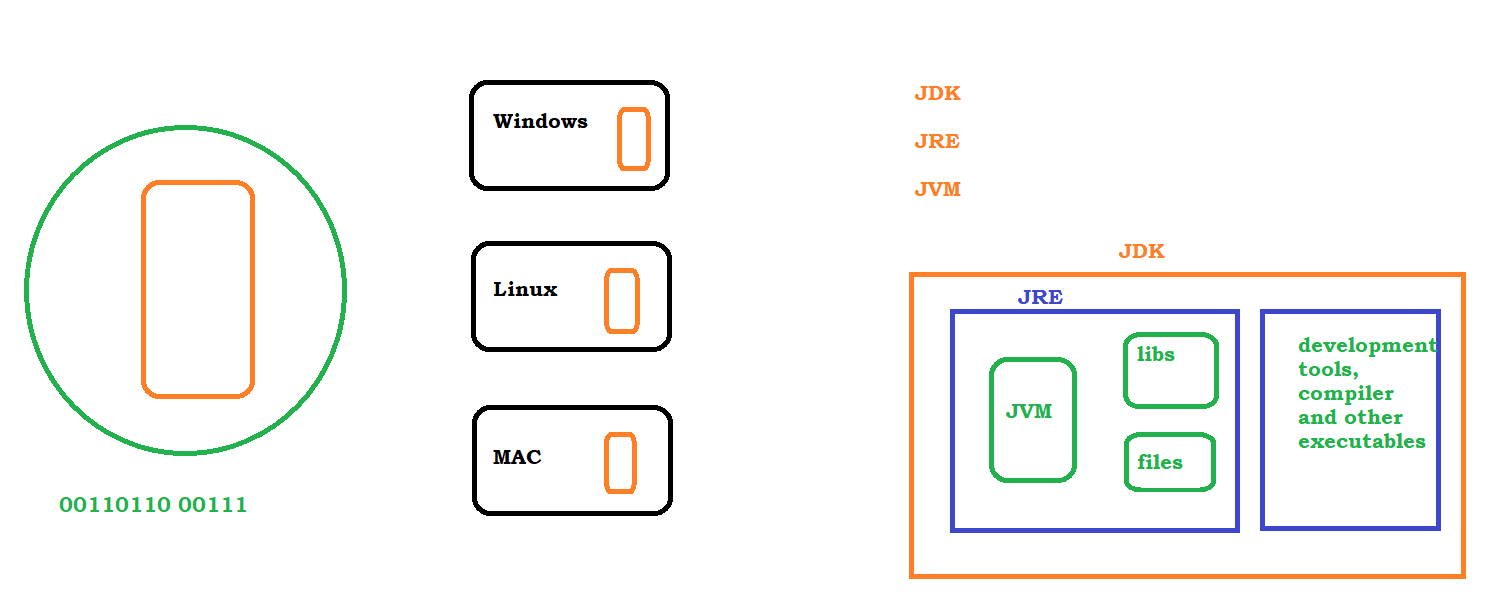 00110110 00111
Windows
Linux
MAC
JDK
JRE
JVM
JDK
JRE
JVM
libs
files
development
tools,
compiler
and other
executables